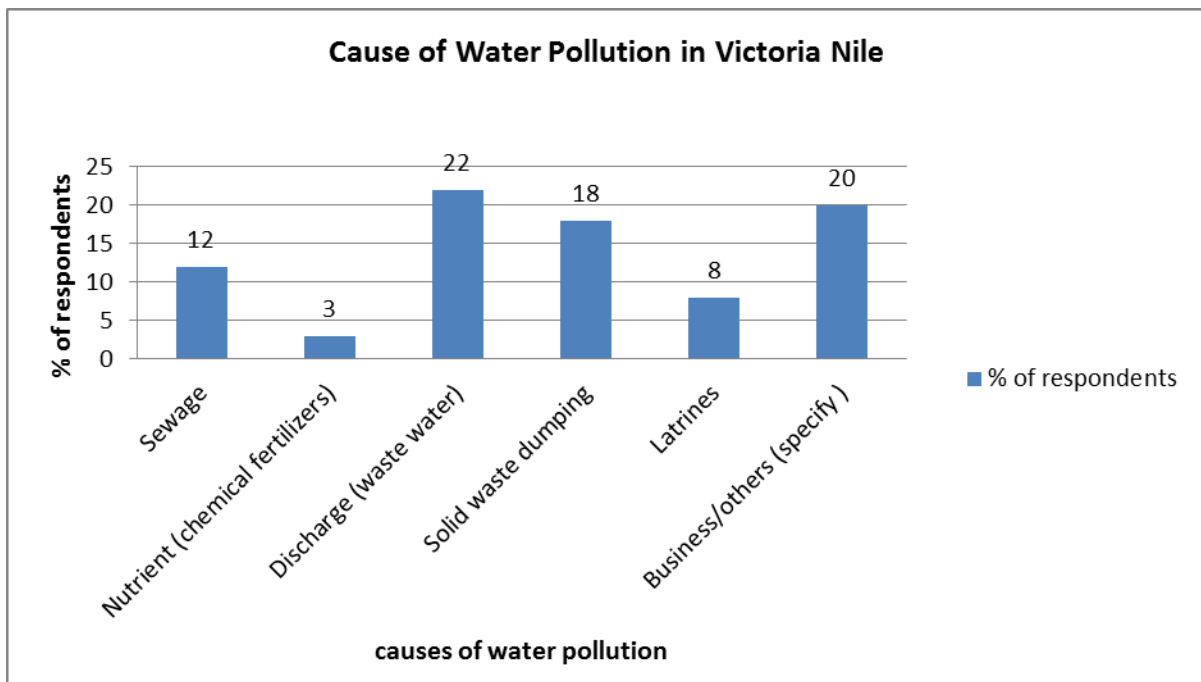 Cause of Water Pollution in Victoria Nile
% of respondents
25
20
15
10
5
0
12
3
22
18
8
20
Sewage
Nutrient (chemical fertilizers)
Discharge (waste water)
Solid waste dumping
Latrines
Business/others (specify )
causes of water pollution
% of respondents